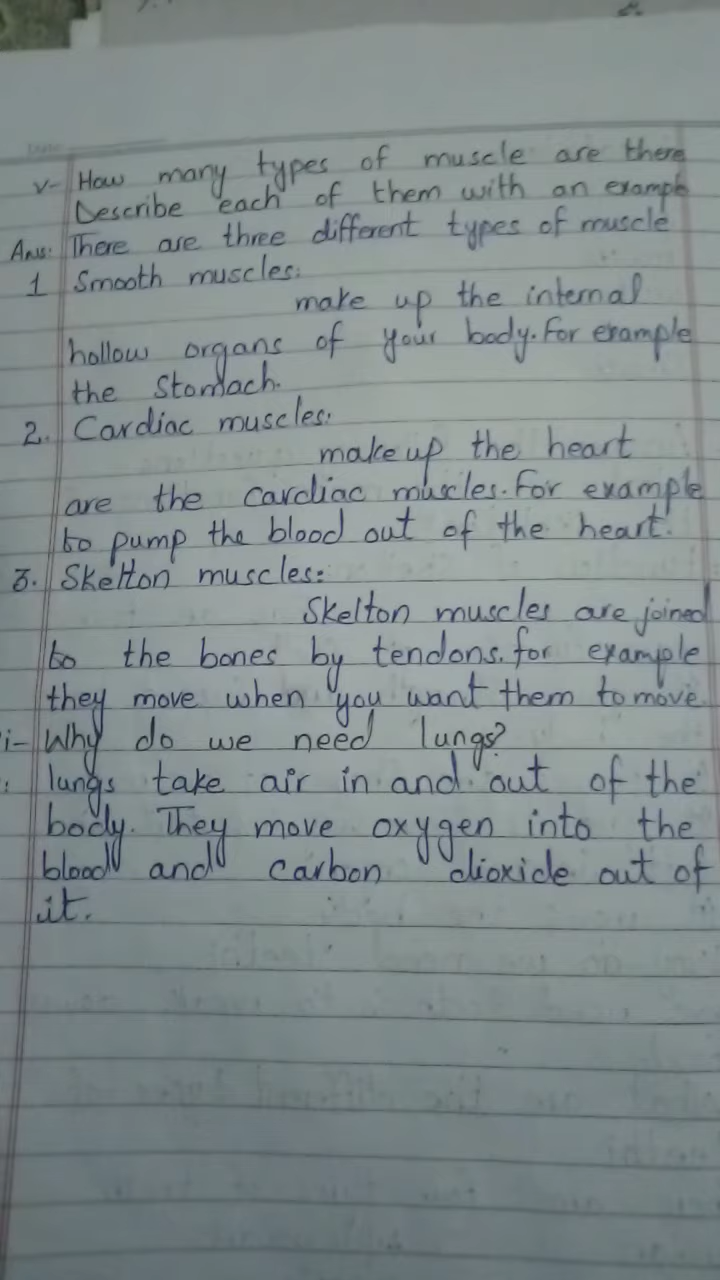 v- How many types of muscle are there
Describe each of them with an example
Ans: There are three different types of muscle
1 Smooth muscles:
make up the internal
hollow organs of your body. For example
the Stomach.
2. Cardiac muscles:
make up the heart
are the cardiac muscles. For example
to pump the blood out of the heart.
3. Skelton muscles:
Skelton muscles are joined
to the bones by tendons. for example
they move when you want them to move.
i- Why do we need lungs?
lungs take air in and out of the
body. They move oxygen into the
blood and carbon dioxide out of
it.